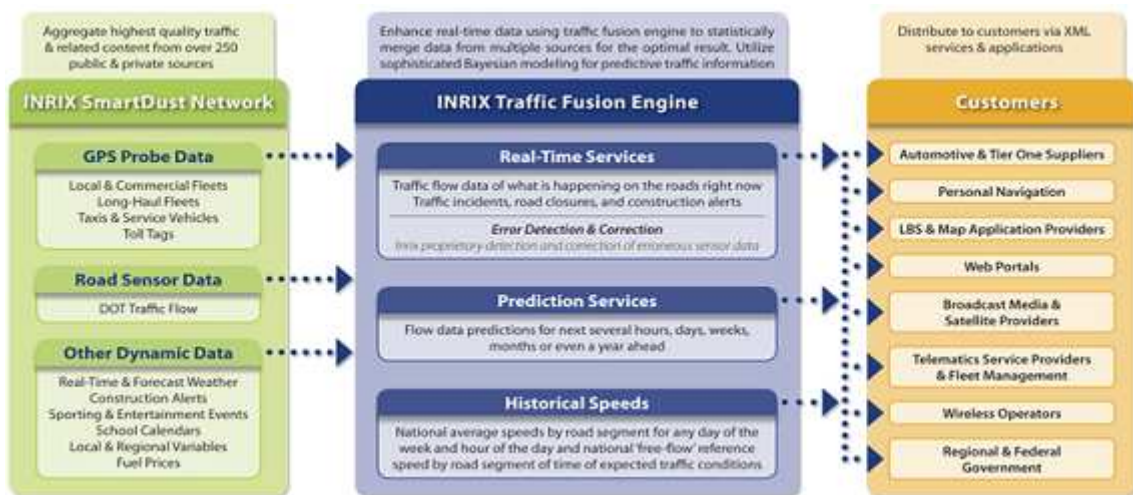 Aggregate highest quality traffic
& related content from over 250
public & private sources
INRIX SmartDust Network
GPS Probe Data
Local & Commercial Fleets
Long-Haul Fleets
Taxis & Service Vehicles
Toll Tags
Road Sensor Data
DOT Traffic Flow
Other Dynamic Data
Real-Time & Forecast Weather
Construction Alerts
Sporting & Entertainment Events
School Calendars
Local & Regional Variables
Fuel Prices
Enhance real-time data using traffic fusion engine to statistically
merge data from multiple sources for the optimal result. Utilize
sophisticated Bayesian modeling for predictive traffic information
INRIX Traffic Fusion Engine
Real-Time Services
Traffic flow data of what is happening on the roads right now
Traffic incidents, road closures, and construction alerts
Error Detection & Correction
Inrix proprietary detection and correction of erroneous sensor data
Prediction Services
Flow data predictions for next several hours, days, weeks,
months or even a year ahead
Historical Speeds
National average speeds by road segment for any day of the
week and hour of the day and national 'free-flow' reference
speed by road segment of time of expected traffic conditions
Distribute to customers via XML
services & applications
Customers
Automotive & Tier One Suppliers
Personal Navigation
LBS & Map Application Providers
Web Portals
Broadcast Media &
Satellite Providers
Telematics Service Providers
& Fleet Management
Wireless Operators
Regional & Federal
Government